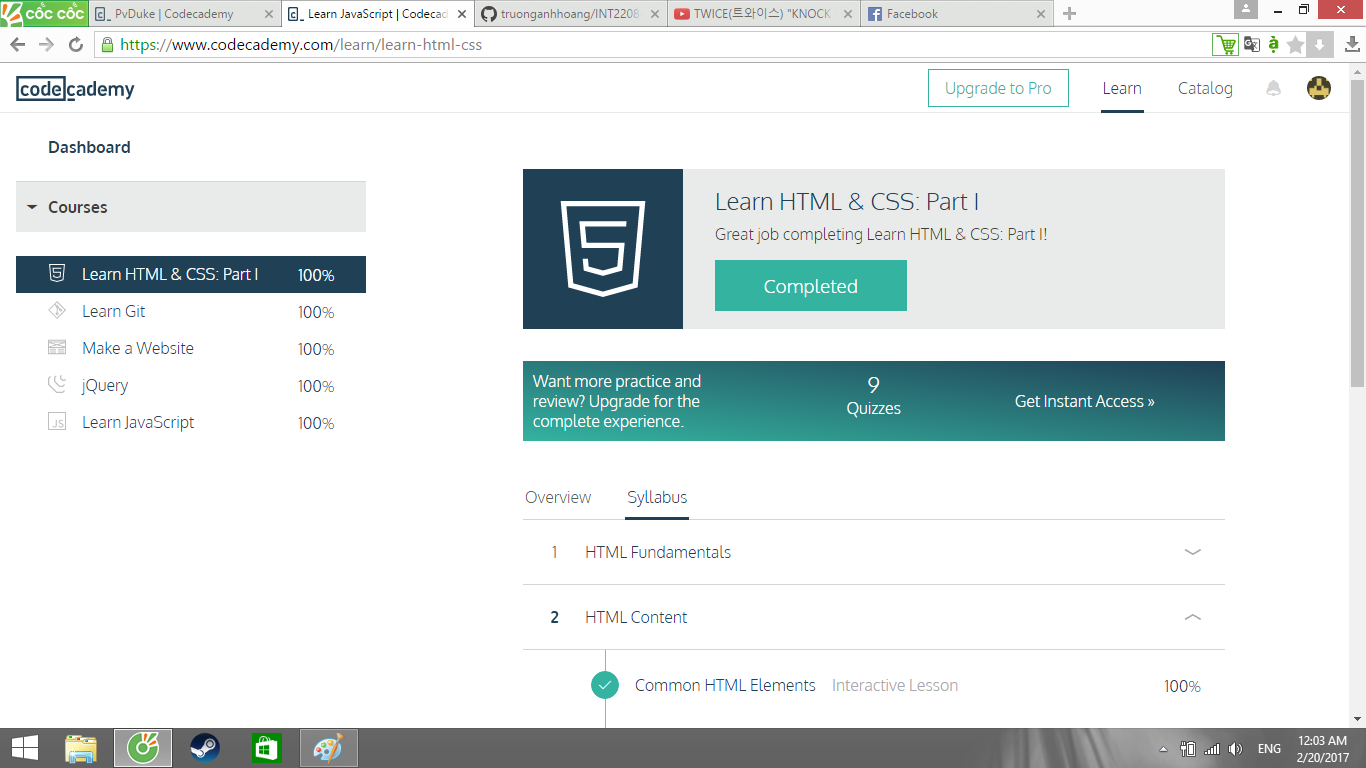 cốc cốc
PvDuke | Codecademy
Learn JavaScript | Codecad
truonganhhoang/INT2208
TWICE(트와이스) "KNOCK
Facebook
https://www.codecademy.com/learn/learn-html-css
codecademy
Upgrade to Pro
Learn
Catalog
Dashboard
Courses
Learn HTML & CSS: Part I 100%
Learn Git 100%
Make a Website 100%
jQuery 100%
JS Learn JavaScript 100%
Learn HTML & CSS: Part I
Great job completing Learn HTML & CSS: Part I!
Completed
Want more practice and
review? Upgrade for the
complete experience.
9
Quizzes
Get Instant Access »
Overview Syllabus
1 HTML Fundamentals
2 HTML Content
Common HTML Elements Interactive Lesson 100%
ENG
12:03 AM
2/20/2017